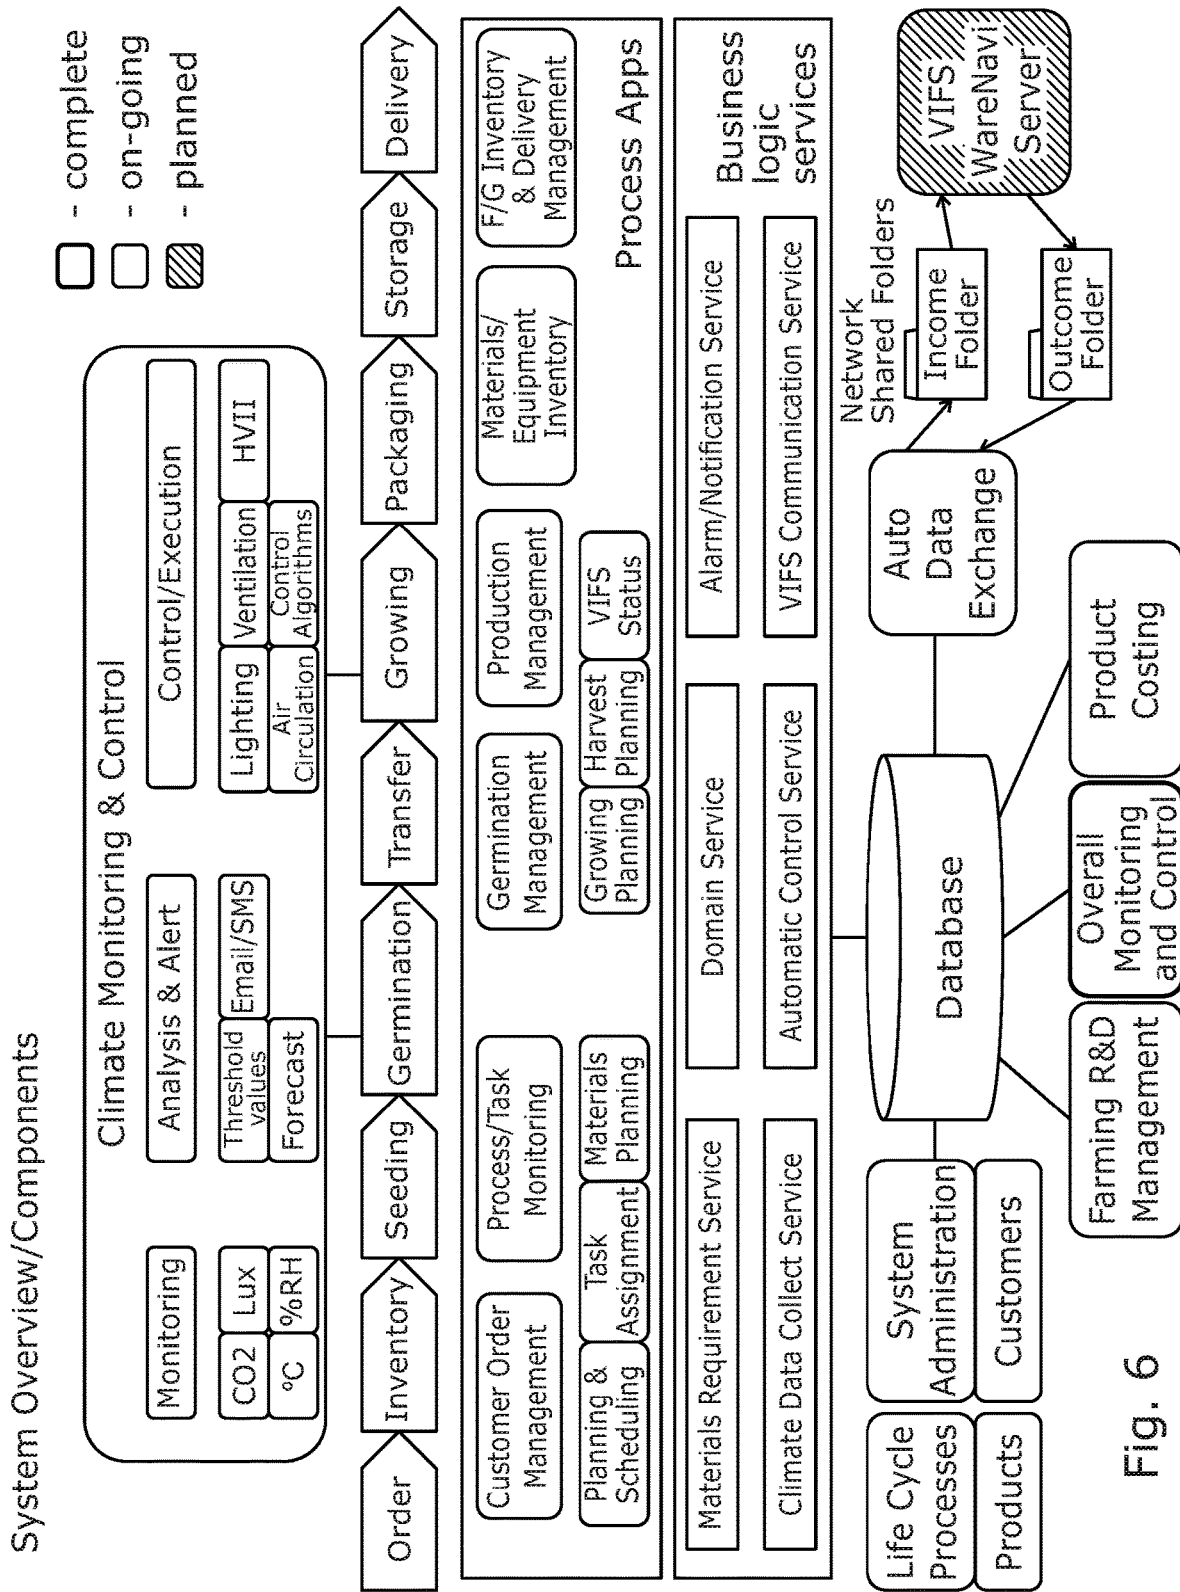 System Overview/Components
- complete
- on-going
- planned
Climate Monitoring & Control
Monitoring
CO2
Lux
°C
%RH
Analysis & Alert
Threshold
values
Email/SMS
Forecast
Control/Execution
Lighting
Ventilation
HVII
Air
Circulation
Control
Algorithms
Order
Inventory
Seeding
Germination
Transfer
Growing
Packaging
Storage
Delivery
Customer Order
Management
Process/Task
Monitoring
Germination
Management
Production
Management
Materials/
Equipment
Inventory
F/G Inventory
& Delivery
Management
Planning &
Scheduling
Task
Assignment
Materials
Planning
Growing
Planning
Harvest
Planning
VIFS
Status
Process Apps
Materials Requirement Service
Domain Service
Alarm/Notification Service
Climate Data Collect Service
Automatic Control Service
VIFS Communication Service
Business
logic
services
Life Cycle
Processes
System
Administration
Products
Customers
Database
Auto
Data
Exchange
Network
Shared Folders
Income
Folder
Outcome
Folder
VIFS
WareNavi
Server
Farming R&D
Management
Overall
Monitoring
and Control
Product
Costing
Fig. 6